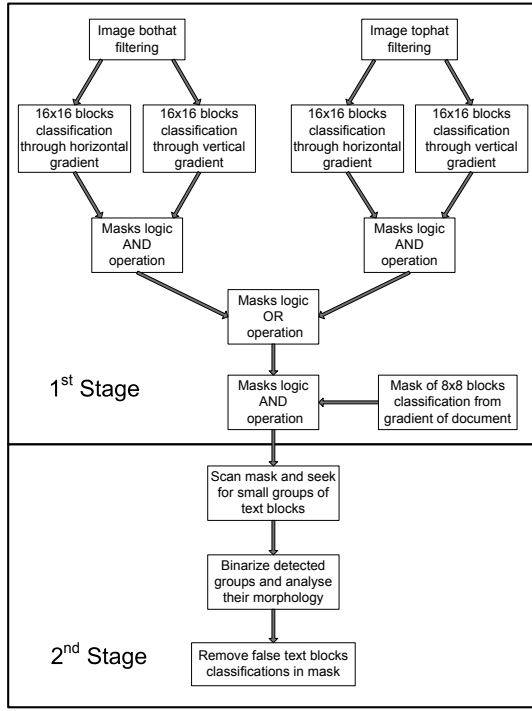 Image bothat
filtering
Image tophat
filtering
16x16 blocks
classification
through horizontal
gradient
16x16 blocks
classification
through vertical
gradient
16x16 blocks
classification
through horizontal
gradient
16x16 blocks
classification
through vertical
gradient
Masks logic
AND
operation
Masks logic
AND
operation
Masks logic
OR
operation
1st Stage
Masks logic
AND
operation
Mask of 8x8 blocks
classification from
gradient of document
Scan mask and seek
for small groups of
text blocks
Binarize detected
groups and analyse
their morphology
2nd Stage
Remove false text blocks
classifications in mask